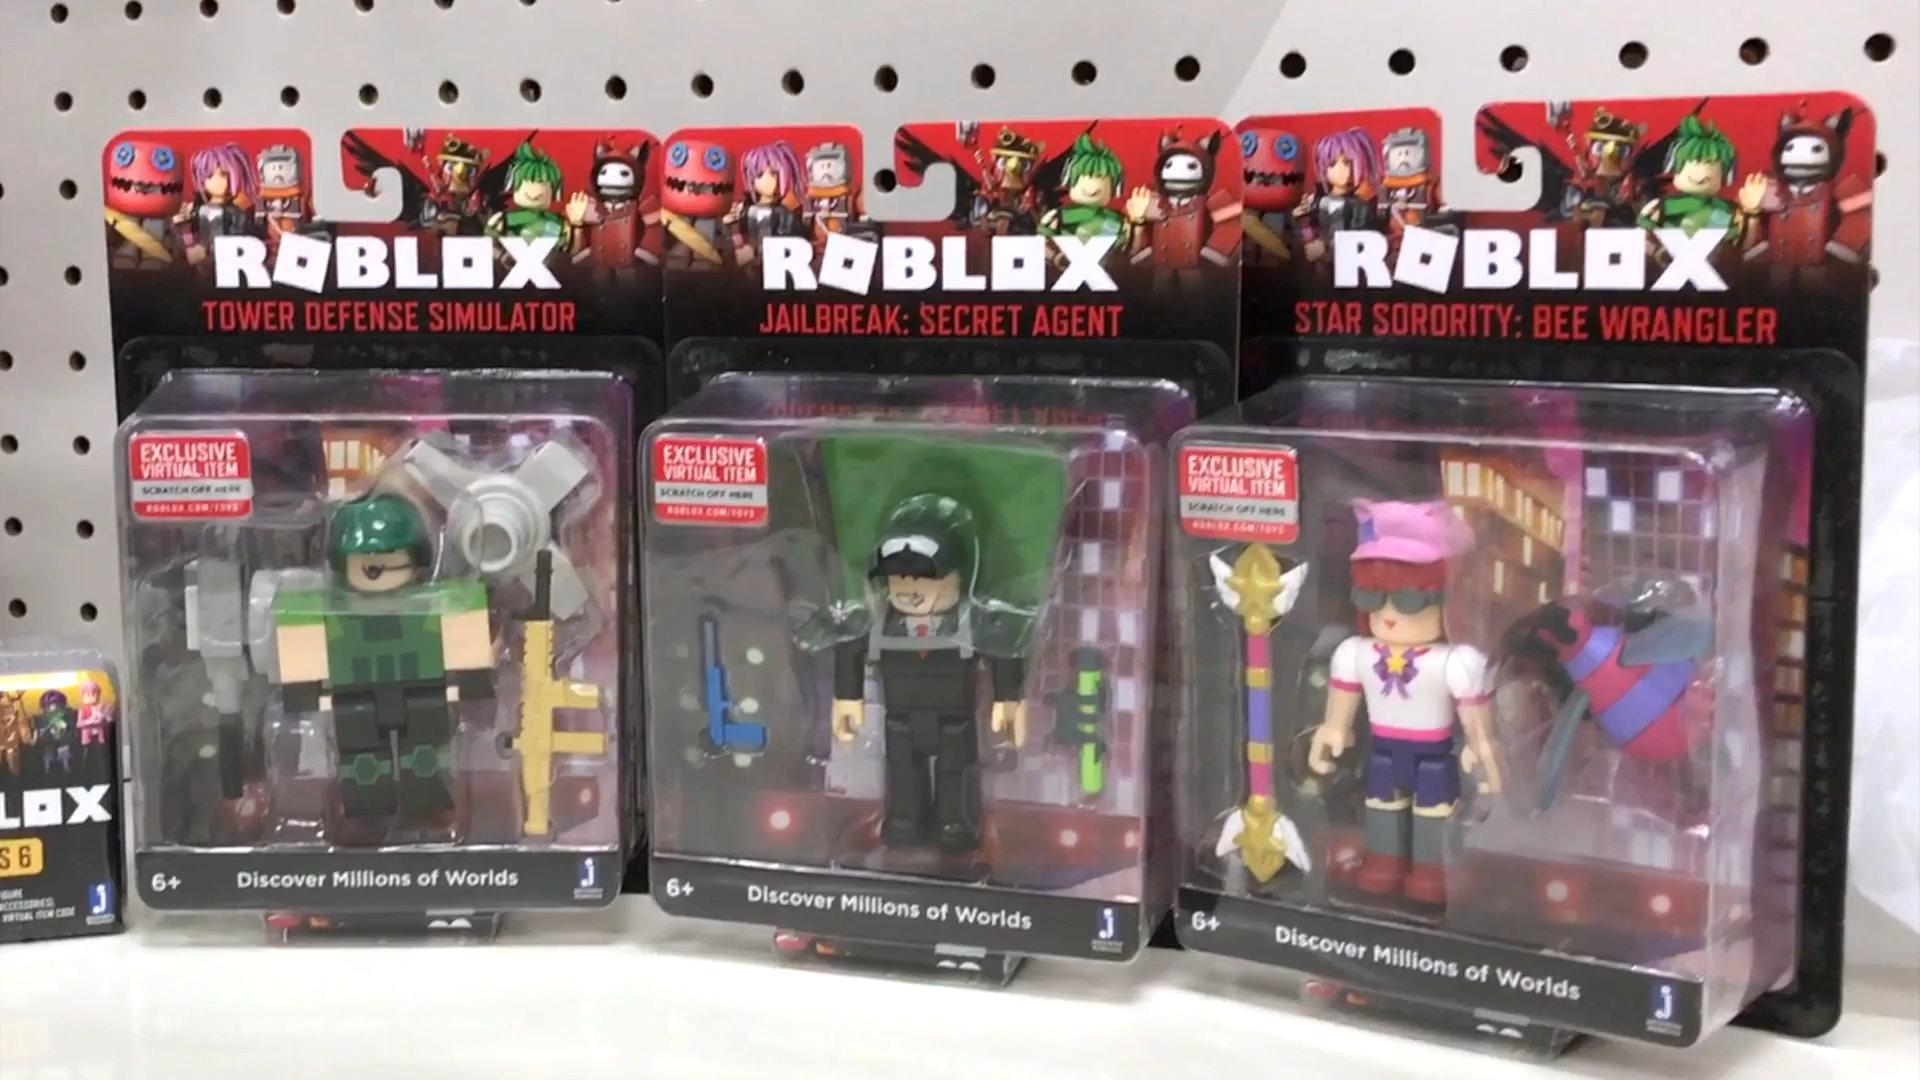 ROBLOX
TOWER DEFENSE SIMULATOR
EXCLUSIVE
VIRTUAL ITEM
SCRATCH OFF HERE
ROBLOX.COM/TOYS
6+
Discover Millions of Worlds
ROBLOX
JAILBREAK: SECRET AGENT
EXCLUSIVE
VIRTUAL ITEM
SCRATCH OFF HERE
ROBLOX.COM/TOYS
6+
Discover Millions of Worlds
ROBLOX
STAR SORORITY: BEE WRANGLER
EXCLUSIVE
VIRTUAL ITEM
SCRATCH OFF HERE
ROBLOX.COM/TOYS
6+
Discover Millions of Worlds
LOX
S 6
VIRTUAL ITEM CODE